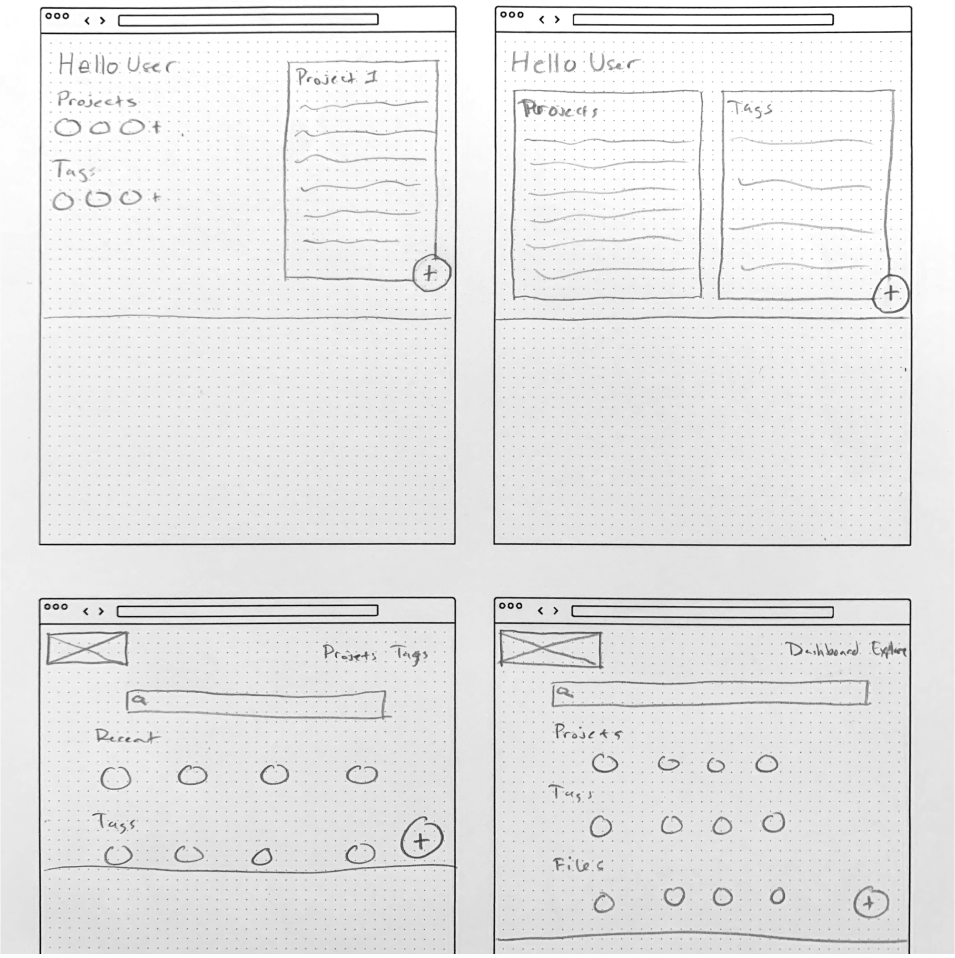 Hello User
Projects
+
Tags
+
Project 1
+
Hello User
Projects
Tags
+
Projets Tags
Recent
Tags
+
Dashboard Explore
Projets
Tags
Files
+